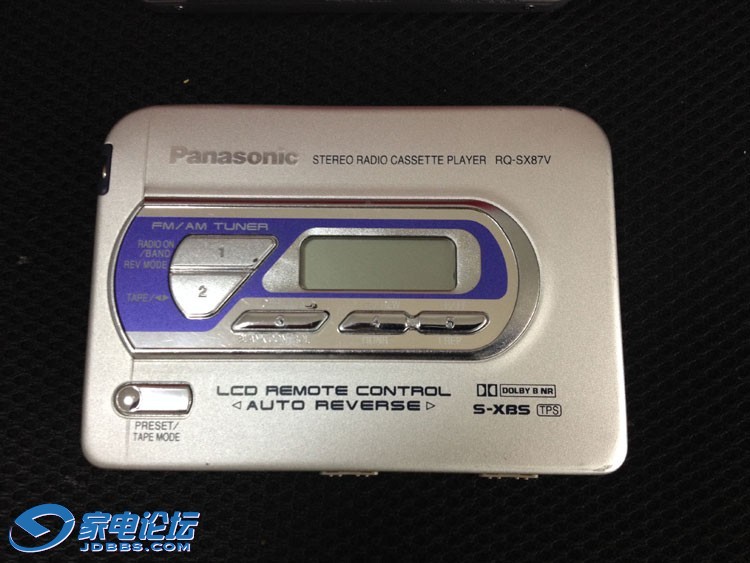 Panasonic STEREO RADIO CASSETTE PLAYER RQ-SX87V
FM/AM TUNER
RADIO ON
/BAND
REV MODE
1
2
TAPE/◄►
LCD REMOTE CONTROL
◁ AUTO REVERSE ▷
DOLBY B NR
S-XBS TPS
PRESET/
TAPE MODE
家电论坛
JDBBS.COM